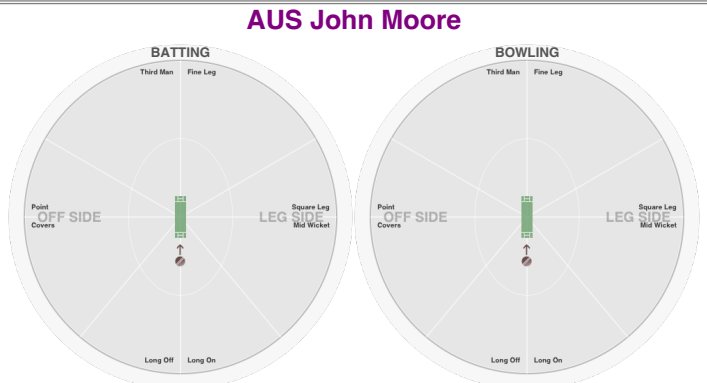 AUS John Moore
BATTING
Third Man Fine Leg
Point
Covers
OFF SIDE
LEG SIDE
Square Leg
Mid Wicket
Long Off Long On
BOWLING
Third Man Fine Leg
Point
Covers
OFF SIDE
LEG SIDE
Square Leg
Mid Wicket
Long Off Long On